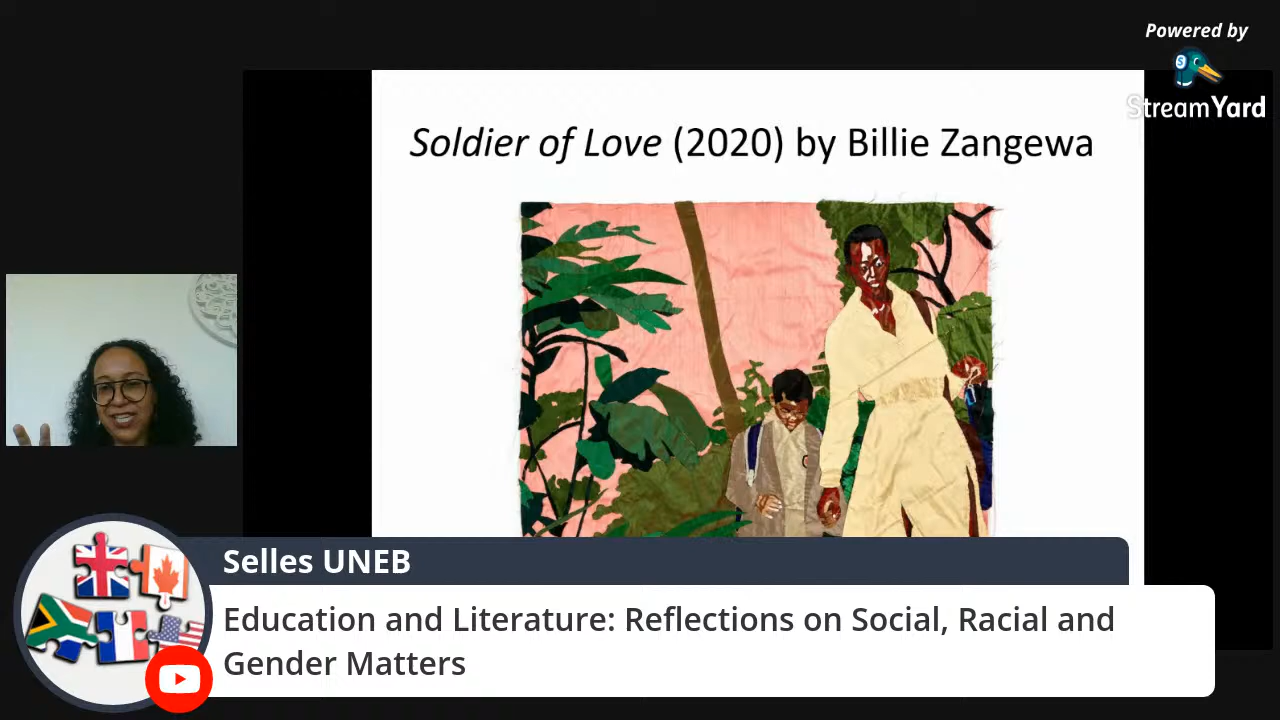 Powered by
StreamYard
Soldier of Love (2020) by Billie Zangewa
Selles UNEB
Education and Literature: Reflections on Social, Racial and
Gender Matters